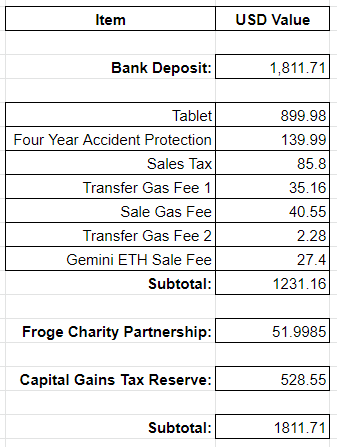 Item USD Value
Bank Deposit: 1,811.71
Tablet 899.98
Four Year Accident Protection 139.99
Sales Tax 85.8
Transfer Gas Fee 1 35.16
Sale Gas Fee 40.55
Transfer Gas Fee 2 2.28
Gemini ETH Sale Fee 27.4
Subtotal: 1231.16
Froge Charity Partnership: 51.9985
Capital Gains Tax Reserve: 528.55
Subtotal: 1811.71